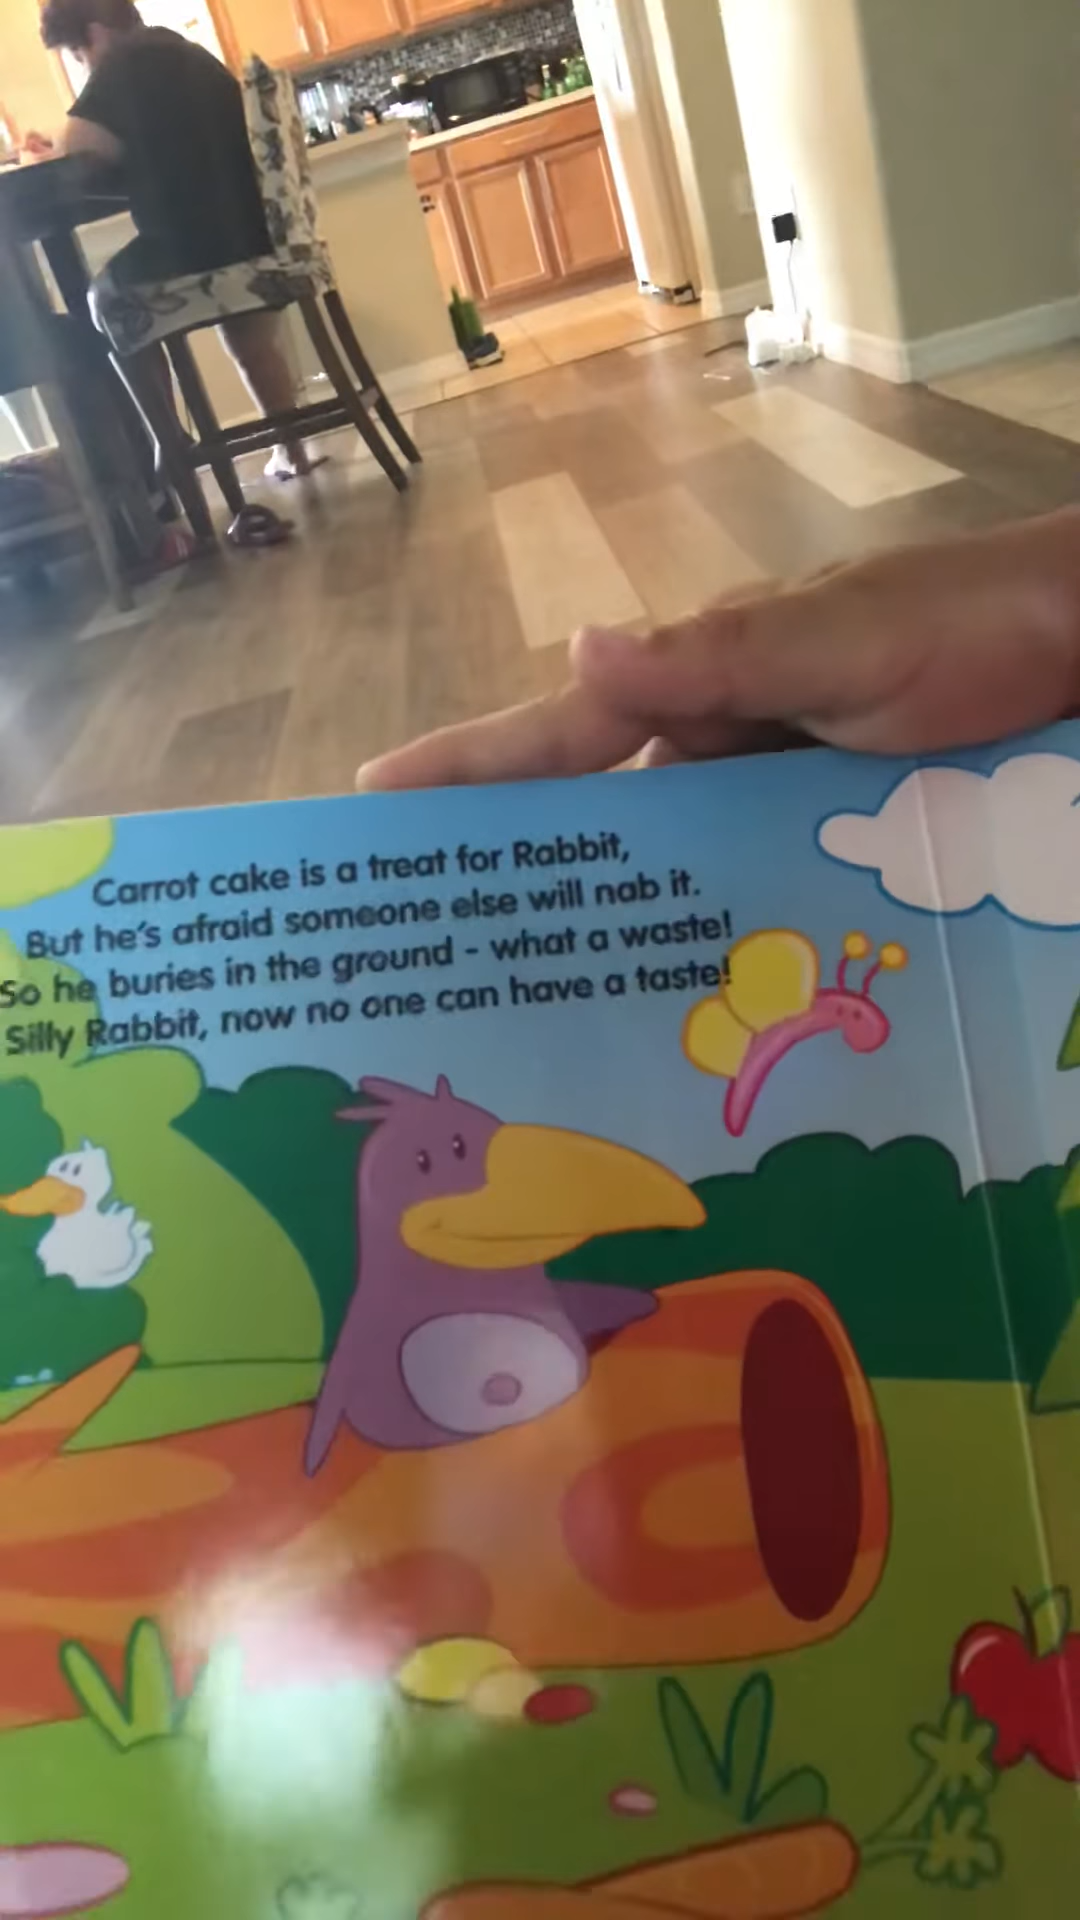 Carrot cake is a treat for Rabbit,
But he's afraid someone else will nab it.
So he buries in the ground - what a waste!
Silly Rabbit, now no one can have a taste!